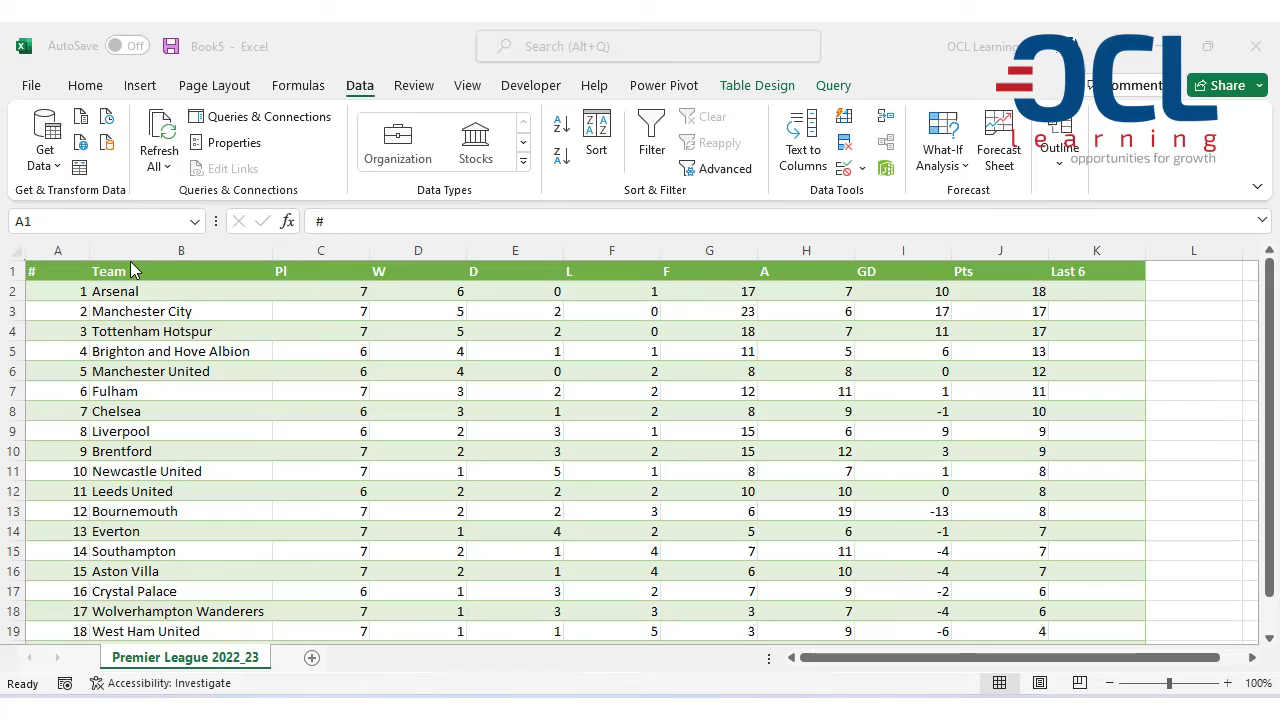 AutoSave Off Book5 - Excel Search (Alt+Q) OCL Learning
File Home Insert Page Layout Formulas Data Review View Developer Help Power Pivot Table Design Query Comment Share
OCL
learning
opportunities for growth
Get Data Queries & Connections Properties Edit Links Refresh All
Organization Stocks Sort Filter Clear Reapply Advanced
Text to Columns What-If Analysis Forecast Sheet Outline
Get & Transform Data Queries & Connections Data Types Sort & Filter Data Tools Forecast
A1 fx #
A B C D E F G H I J K L
1 # Team Pl W D L F A GD Pts Last 6
2 1 Arsenal 7 6 0 1 17 7 10 18
3 2 Manchester City 7 5 2 0 23 6 17 17
4 3 Tottenham Hotspur 7 5 2 0 18 7 11 17
5 4 Brighton and Hove Albion 6 4 1 1 11 5 6 13
6 5 Manchester United 6 4 0 2 8 8 0 12
7 6 Fulham 7 3 2 2 12 11 1 11
8 7 Chelsea 6 3 1 2 8 9 -1 10
9 8 Liverpool 6 2 3 1 15 6 9 9
10 9 Brentford 7 2 3 2 15 12 3 9
11 10 Newcastle United 7 1 5 1 8 7 1 8
12 11 Leeds United 6 2 2 2 10 10 0 8
13 12 Bournemouth 7 2 2 3 6 19 -13 8
14 13 Everton 7 1 4 2 5 6 -1 7
15 14 Southampton 7 2 1 4 7 11 -4 7
16 15 Aston Villa 7 2 1 4 6 10 -4 7
17 16 Crystal Palace 6 1 3 2 7 9 -2 6
18 17 Wolverhampton Wanderers 7 1 3 3 3 7 -4 6
19 18 West Ham United 7 1 1 5 3 9 -6 4
Premier League 2022_23
Ready Accessibility: Investigate 100%